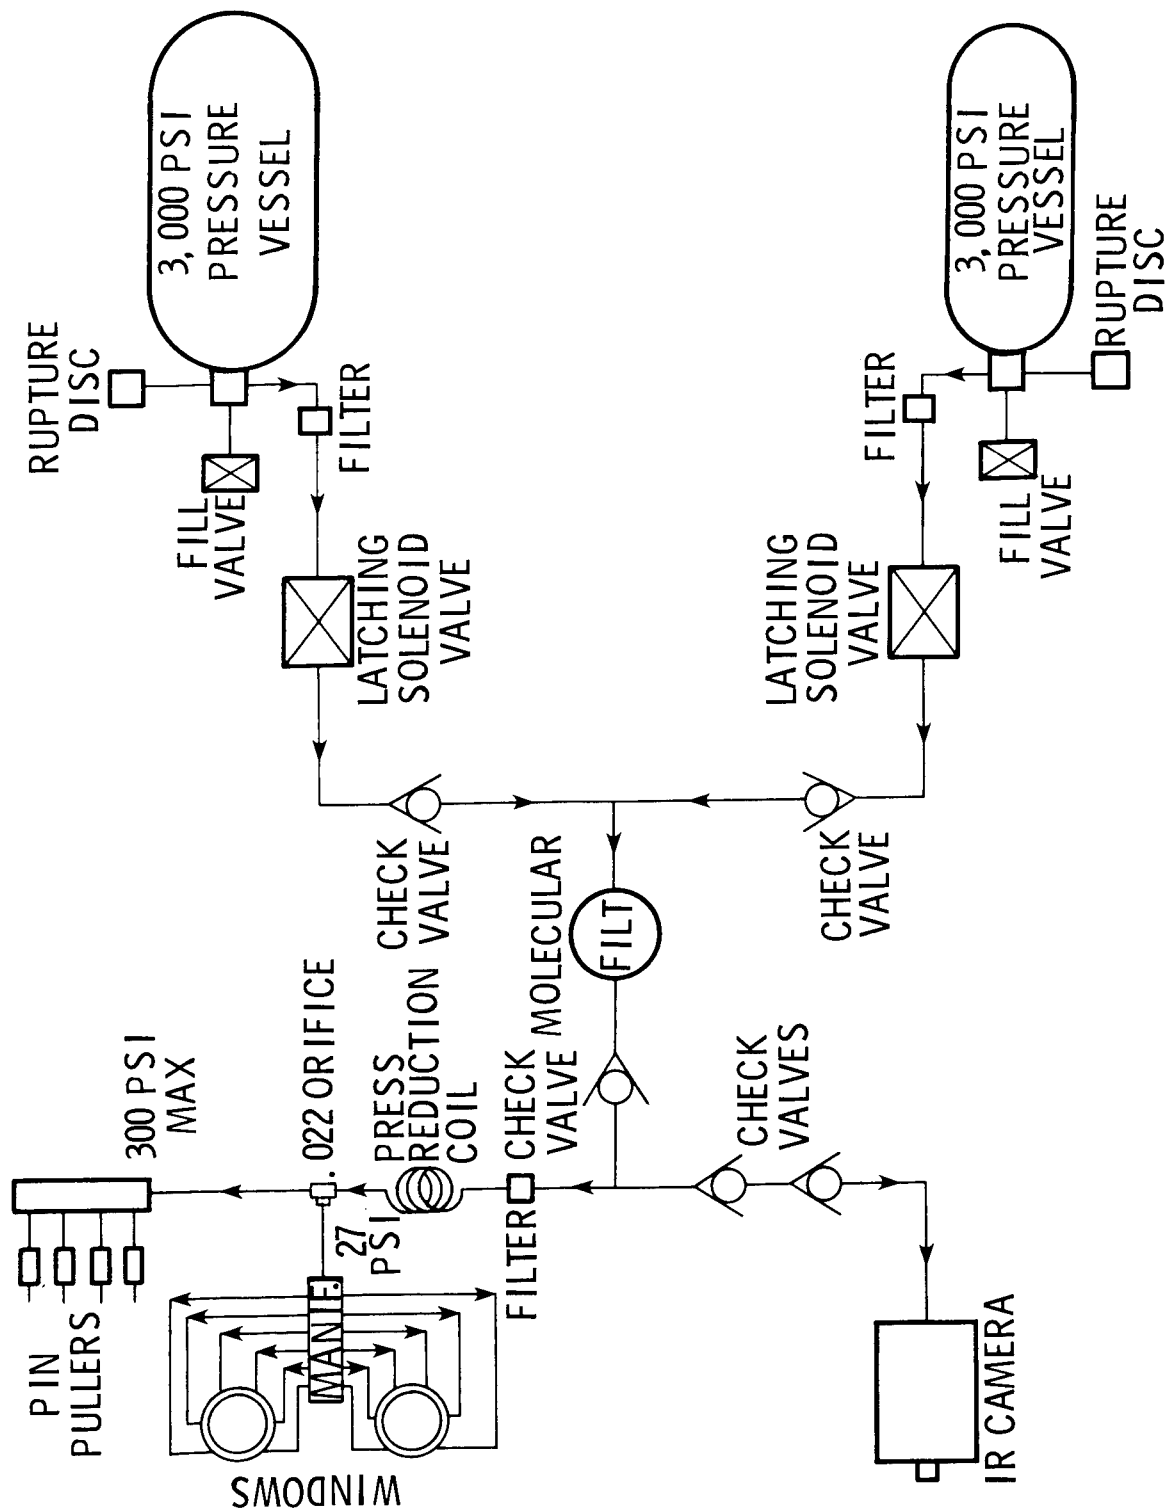 3,000 PSI
PRESSURE
VESSEL
RUPTURE
DISC
FILL
VALVE
FILTER
LATCHING
SOLENOID
VALVE
CHECK
VALVE
3,000 PSI
PRESSURE
VESSEL
RUPTURE
DISC
FILTER
FILL
VALVE
LATCHING
SOLENOID
VALVE
CHECK
VALVE
MOLECULAR
FILT
CHECK
VALVE
CHECK
VALVES
FILTER
PRESS
REDUCTION
COIL
.022 ORIFICE
27
PSI
300 PSI
MAX
PIN
PULLERS
MANIF.
WINDOWS
IR CAMERA